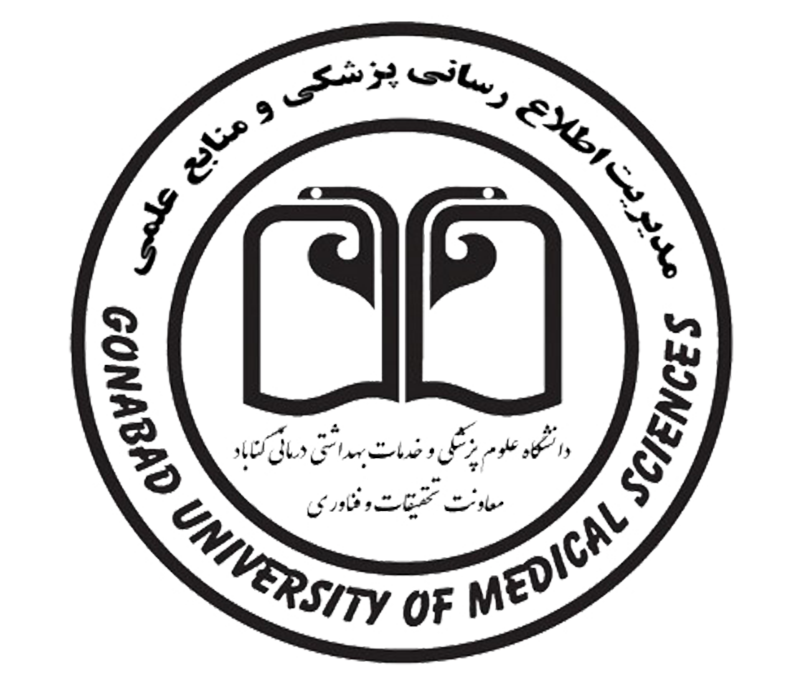 مدیریت اطلاع رسانی پزشکی و منابع علمی
دانشگاه علوم پزشکی و خدمات بهداشتی درمانی گناباد
معاونت تحقیقات و فناوری
GONABAD UNIVERSITY OF MEDICAL SCIENCES